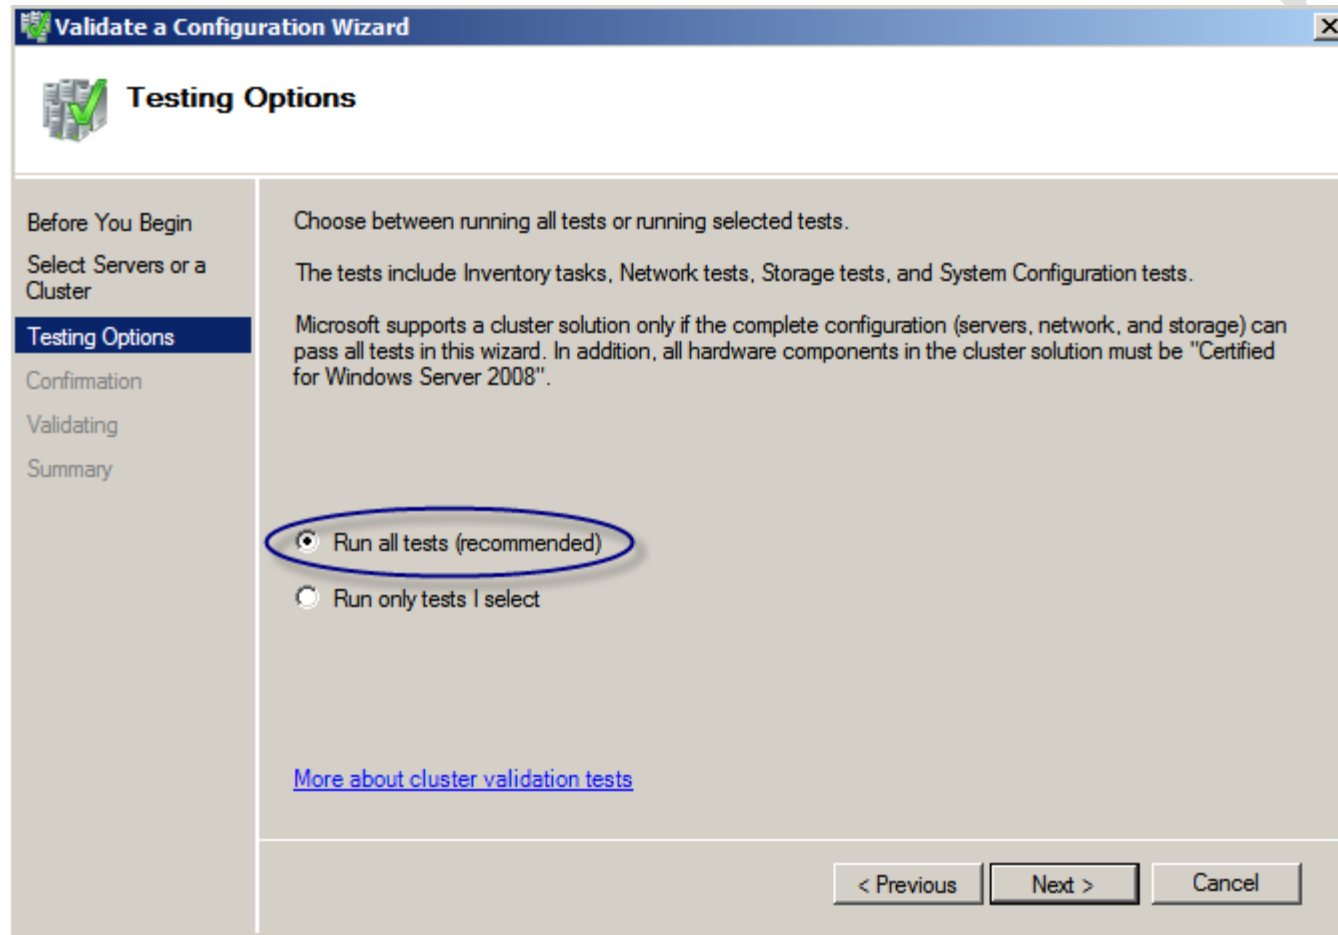 Validate a Configuration Wizard
Testing Options
Before You Begin
Select Servers or a
Cluster
Testing Options
Confirmation
Validating
Summary
Choose between running all tests or running selected tests.
The tests include Inventory tasks, Network tests, Storage tests, and System Configuration tests.
Microsoft supports a cluster solution only if the complete configuration (servers, network, and storage) can
pass all tests in this wizard. In addition, all hardware components in the cluster solution must be "Certified
for Windows Server 2008".
Run all tests (recommended)
Run only tests I select
More about cluster validation tests
< Previous
Next >
Cancel